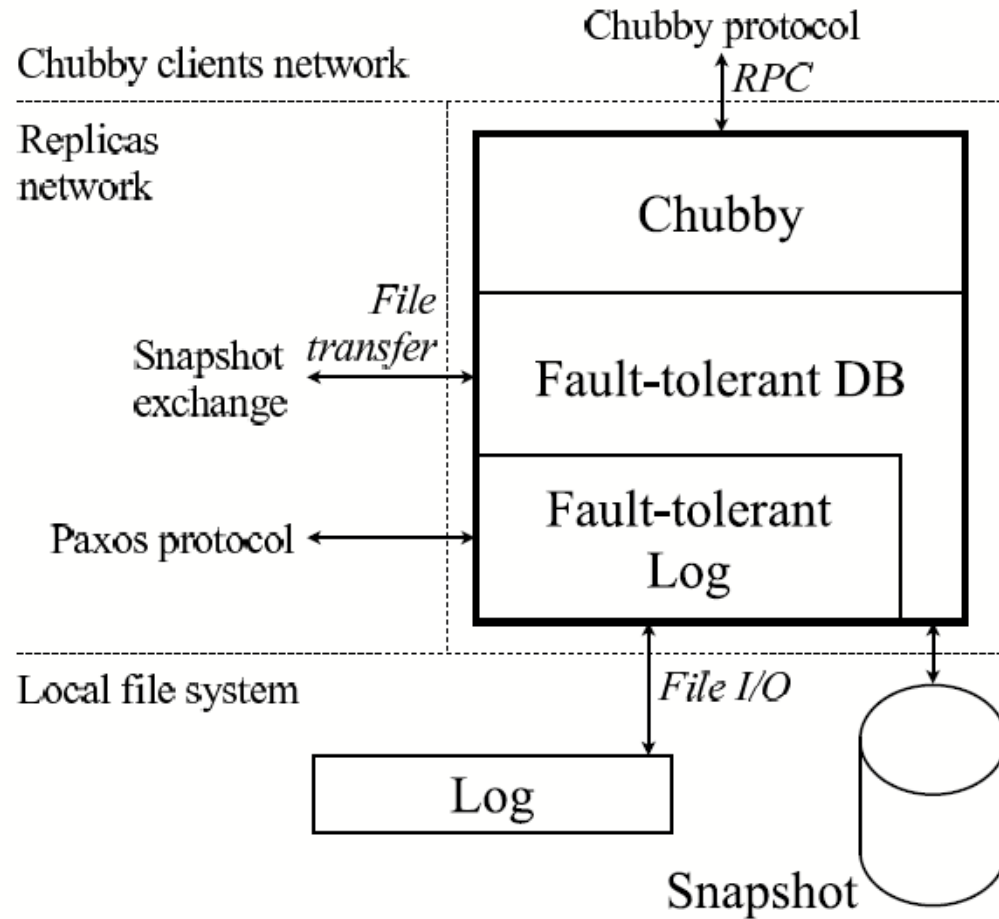 Chubby protocol
Chubby clients network
RPC
Replicas
network
Chubby
File
transfer
Snapshot
exchange
Fault-tolerant DB
Fault-tolerant
Log
Paxos protocol
Local file system
File I/O
Log
Snapshot